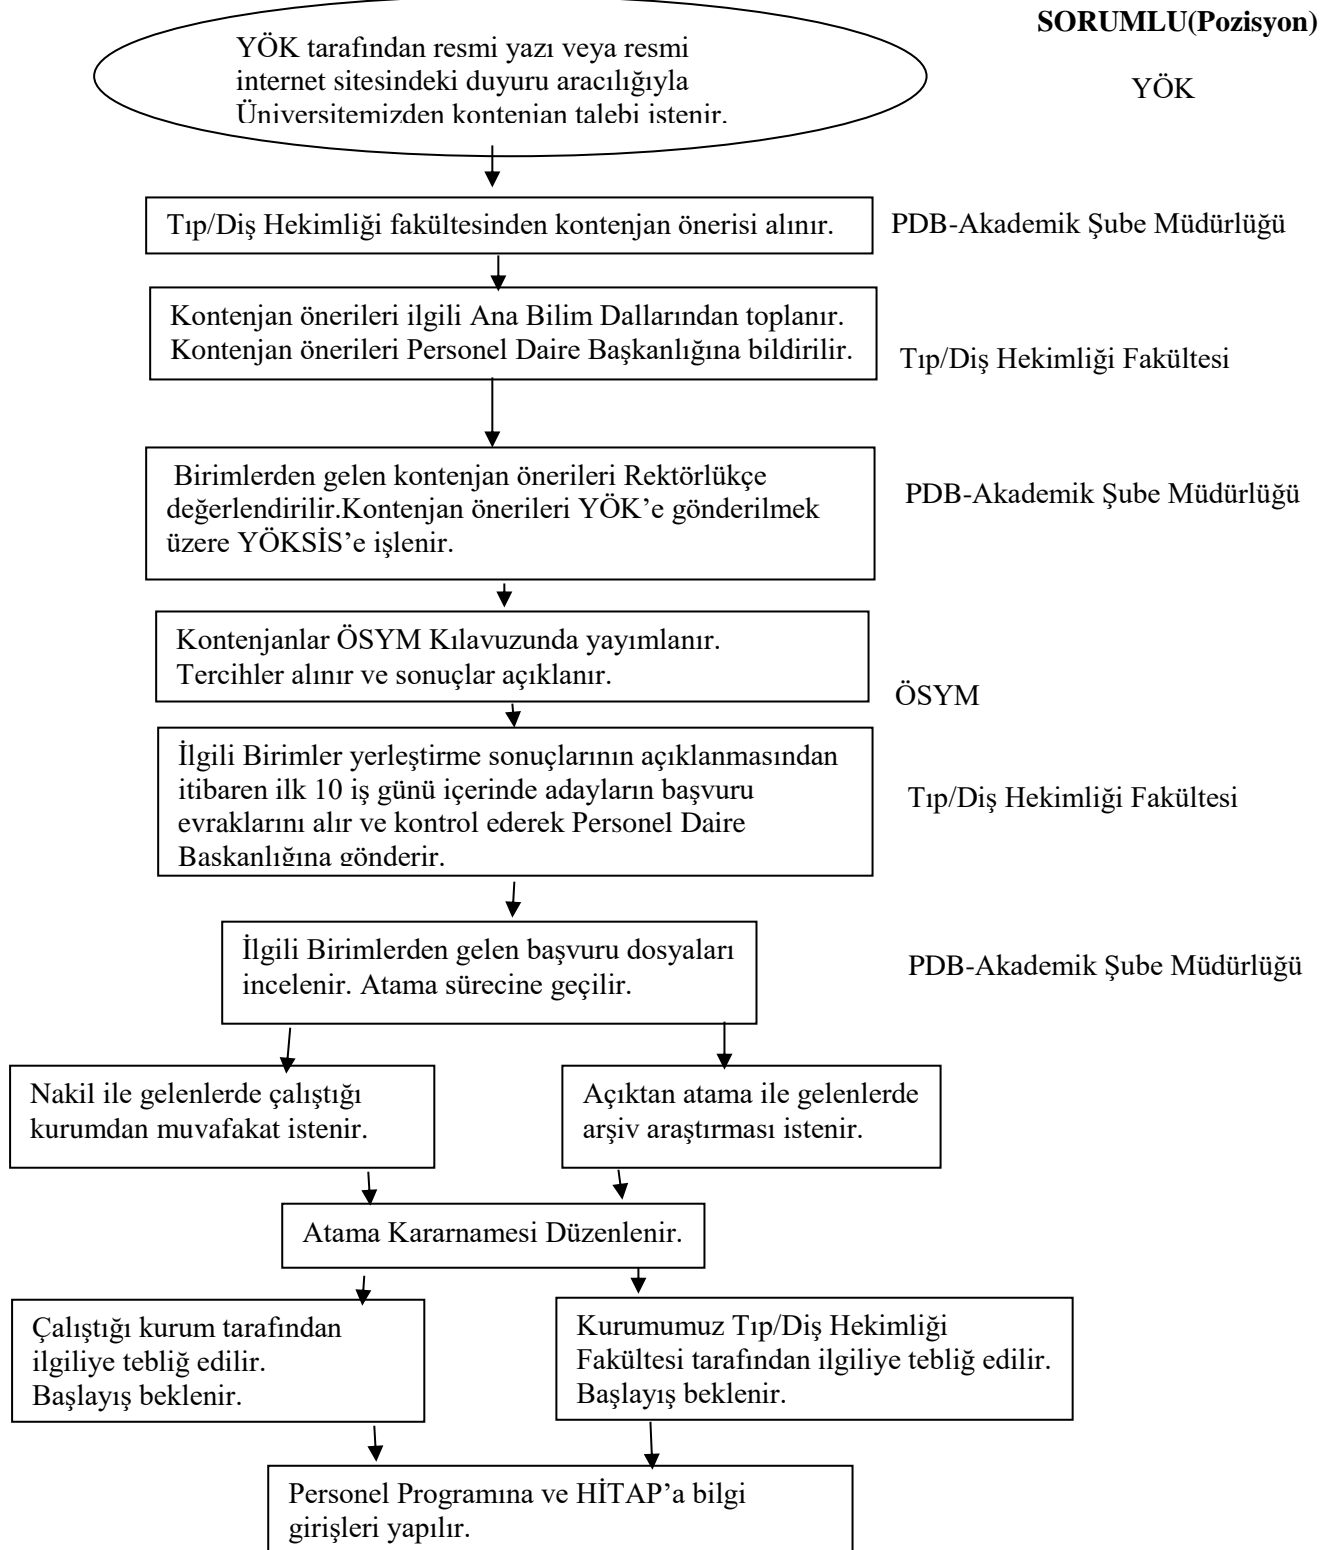 SORUMLU(Pozisyon)
YÖK tarafından resmi yazı veya resmi
internet sitesindeki duyuru aracılığıyla
Üniversitemizden kontenjan talebi istenir.
YÖK
Tıp/Diş Hekimliği fakültesinden kontenjan önerisi alınır.
PDB-Akademik Şube Müdürlüğü
Kontenjan önerileri ilgili Ana Bilim Dallarından toplanır.
Kontenjan önerileri Personel Daire Başkanlığına bildirilir.
Tıp/Diş Hekimliği Fakültesi
Birimlerden gelen kontenjan önerileri Rektörlükçe
değerlendirilir.Kontenjan önerileri YÖK’e gönderilmek
üzere YÖKSİS’e işlenir.
PDB-Akademik Şube Müdürlüğü
Kontenjanlar ÖSYM Kılavuzunda yayımlanır.
Tercihler alınır ve sonuçlar açıklanır.
ÖSYM
İlgili Birimler yerleştirme sonuçlarının açıklanmasından
itibaren ilk 10 iş günü içerinde adayların başvuru
evraklarını alır ve kontrol ederek Personel Daire
Başkanlığına gönderir.
Tıp/Diş Hekimliği Fakültesi
İlgili Birimlerden gelen başvuru dosyaları
incelenir. Atama sürecine geçilir.
PDB-Akademik Şube Müdürlüğü
Nakil ile gelenlerde çalıştığı
kurumdan muvafakat istenir.
Açıktan atama ile gelenlerde
arşiv araştırması istenir.
Atama Kararnamesi Düzenlenir.
Çalıştığı kurum tarafından
ilgiliye tebliğ edilir.
Başlayış beklenir.
Kurumumuz Tıp/Diş Hekimliği
Fakültesi tarafından ilgiliye tebliğ edilir.
Başlayış beklenir.
Personel Programına ve HİTAP’a bilgi
girişleri yapılır.